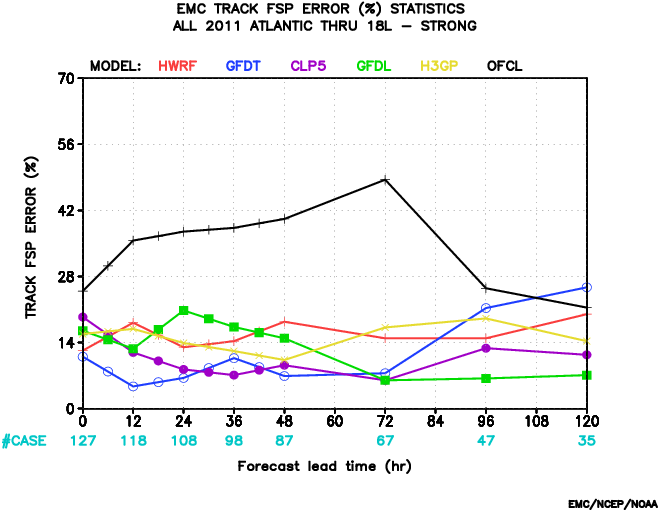 EMC TRACK FSP ERROR (%) STATISTICS
ALL 2011 ATLANTIC THRU 18L – STRONG
MODEL: HWRF GFDT CLP5 GFDL H3GP OFCL
70
56
42
28
14
0
TRACK FSP ERROR (%)
0 12 24 36 48 60 72 84 96 108 120
#CASE 127 118 108 98 87 67 47 35
Forecast lead time (hr)
EMC/NCEP/NOAA